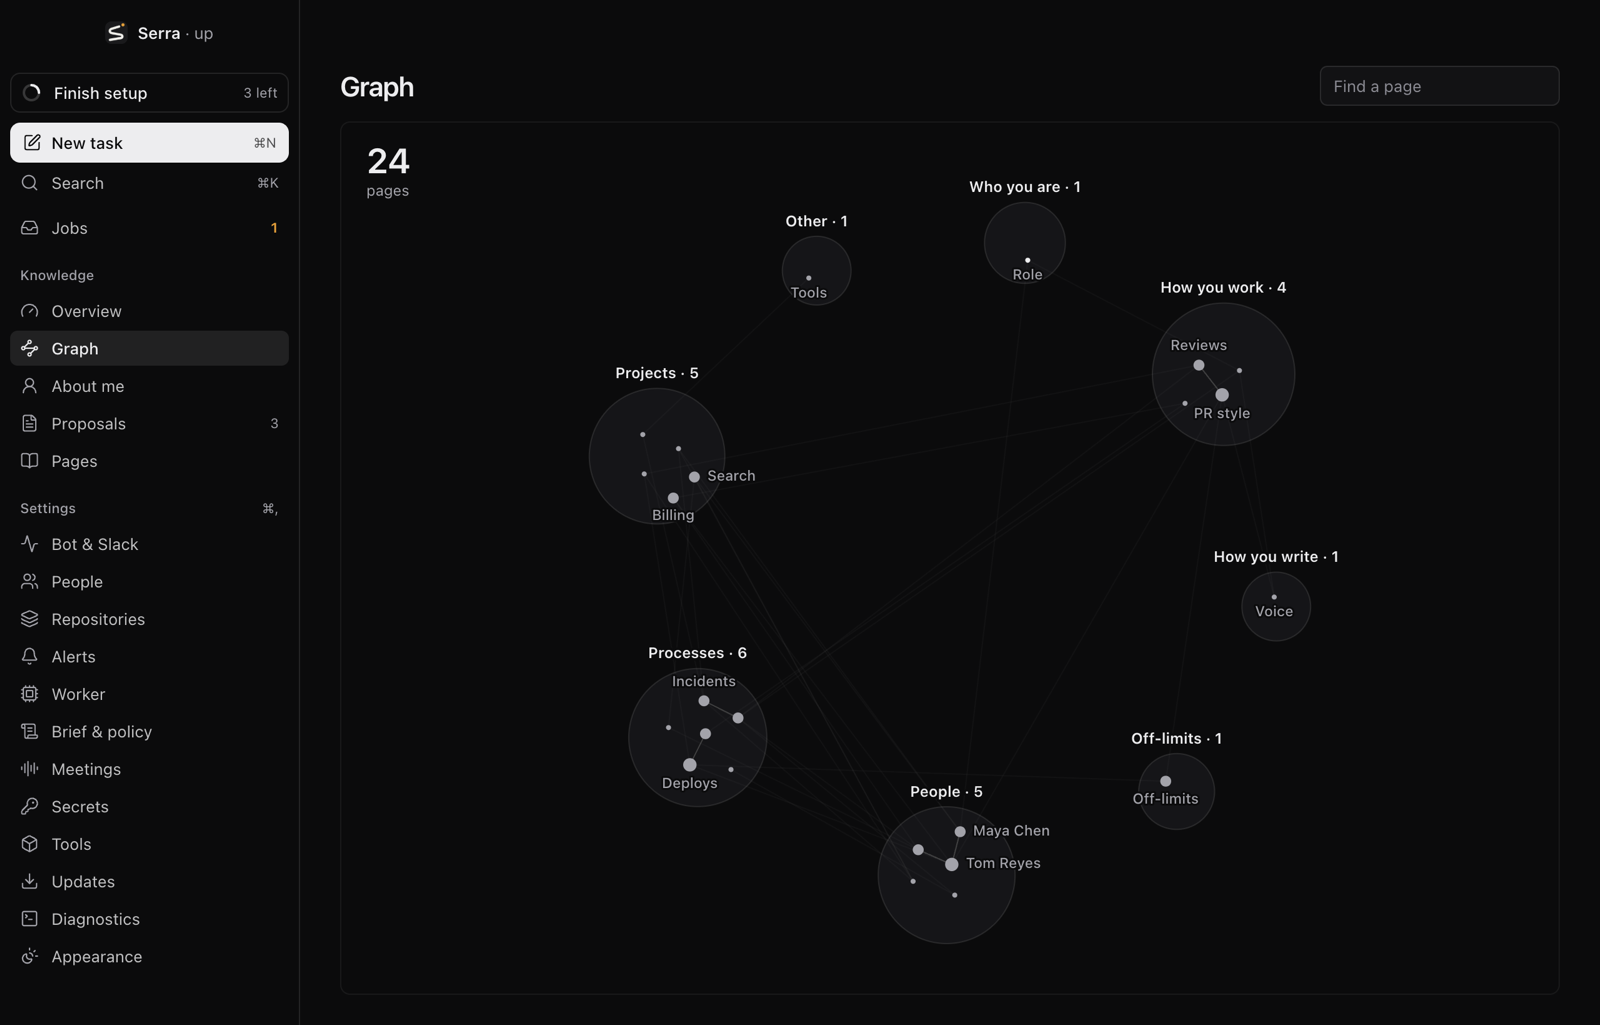 Serra · up
Finish setup 3 left
New task ⌘N
Search ⌘K
Jobs 1
Knowledge
Overview
Graph
About me
Proposals 3
Pages
Settings ⌘,
Bot & Slack
People
Repositories
Alerts
Worker
Brief & policy
Meetings
Secrets
Tools
Updates
Diagnostics
Appearance
Graph
Find a page
24
pages
Who you are · 1
Role
Other · 1
Tools
How you work · 4
Reviews
PR style
Projects · 5
Search
Billing
How you write · 1
Voice
Processes · 6
Incidents
Deploys
Off-limits · 1
Off-limits
People · 5
Maya Chen
Tom Reyes